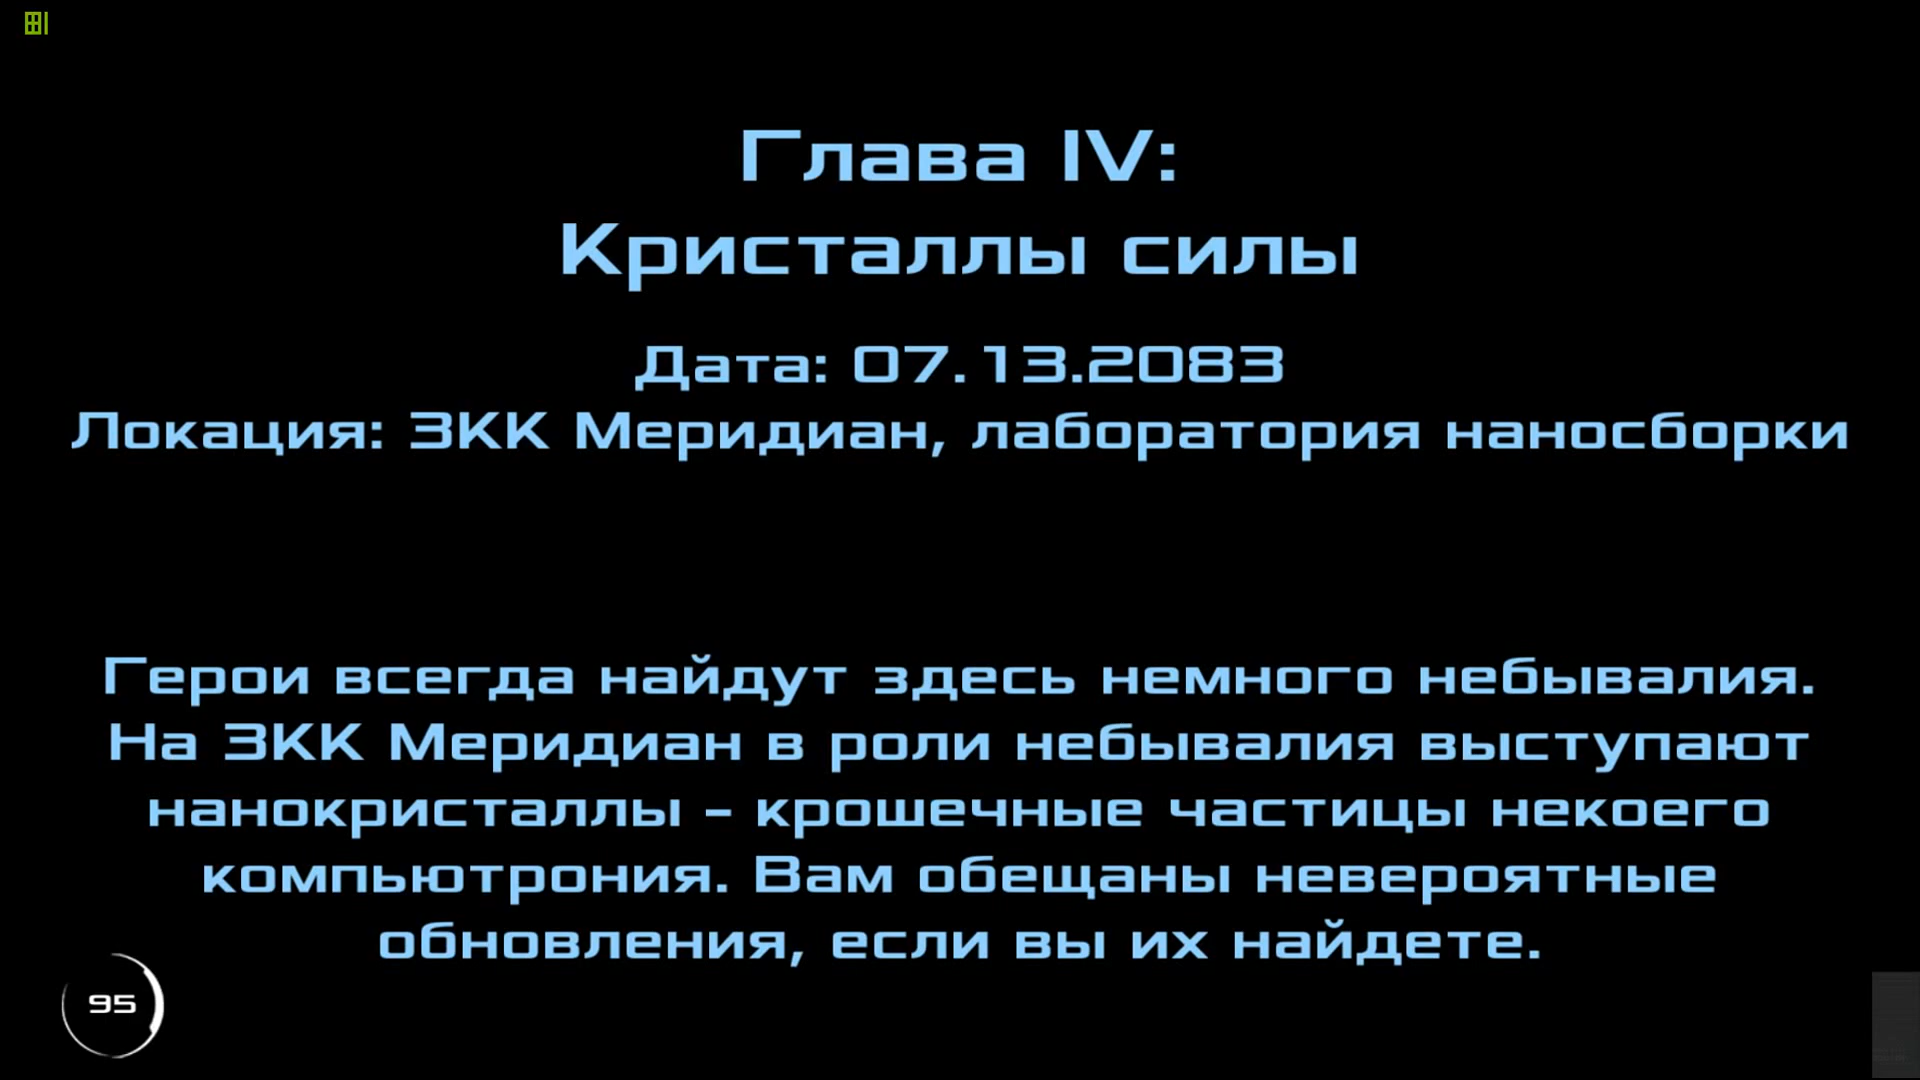 Глава IV:
Кристаллы силы
Дата: 07.13.2083
Локация: ЗКК Меридиан, лаборатория наносборки
Герои всегда найдут здесь немного небывалия.
На ЗКК Меридиан в роли небывалия выступают
нанокристаллы – крошечные частицы некоего
компьютрония. Вам обещаны невероятные
обновления, если вы их найдете.
95